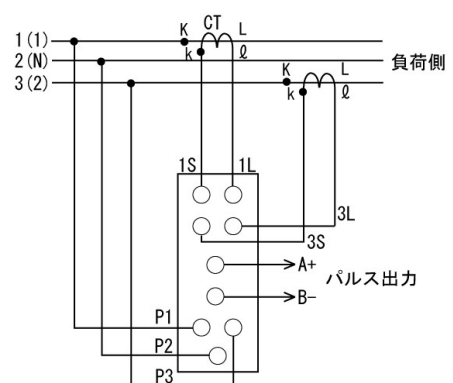 CT
1(1)
K
L
2(N)
k
ℓ
3(2)
K
L
負荷側
k
ℓ
1S
1L
3L
3S
A+
パルス出力
B-
P1
P2
P3